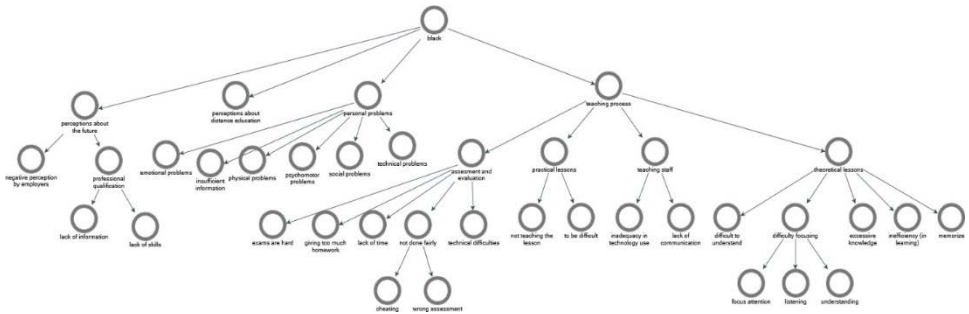 black
perceptions about
the future
perceptions about
distance education
personal problems
teaching process
negative perception
by employers
professional
qualification
emotional problems
insufficient
information
physical problems
psychomotor
problems
social problems
technical problems
assesment and
evaluation
practical lessons
teaching staff
theoretical lessons
lack of information
lack of skills
exams are hard
giving too much
homework
lack of time
not done fairly
technical difficulties
not teaching the
lesson
to be difficult
inadequacy in
technology use
lack of
communication
difficult to
understand
difficulty focusing
excessive
knowledge
inefficiency (in
learning)
memorize
cheating
wrong assessment
focus attention
listening
understanding